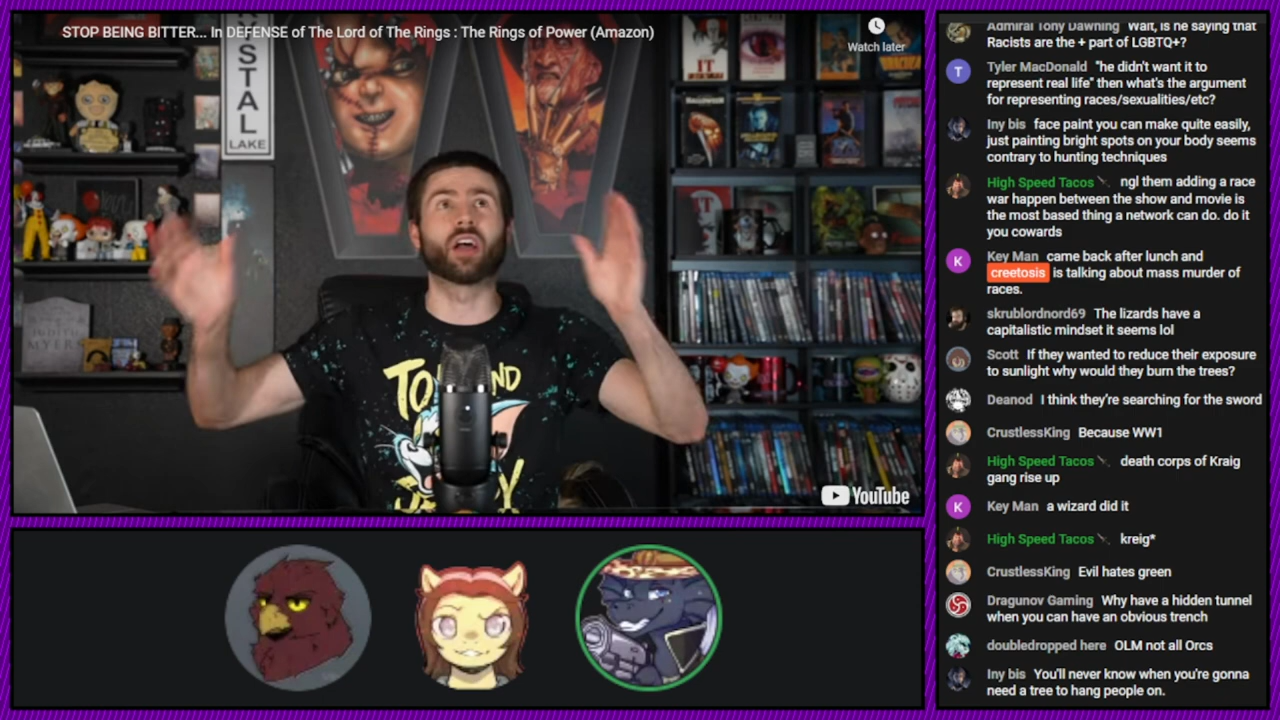 STOP BEING BITTER... In DEFENSE of The Lord of The Rings : The Rings of Power (Amazon)
Watch later
STAL
LAKE
IT
HALLOWEEN
TO
ND
YouTube
Admiral Tony Dawning Wait, is he saying that
Racists are the + part of LGBTQ+?
T
Tyler MacDonald "he didn't want it to
represent real life" then what's the argument
for representing races/sexualities/etc?
Iny bis face paint you can make quite easily,
just painting bright spots on your body seems
contrary to hunting techniques
High Speed Tacos ngl them adding a race
war happen between the show and movie is
the most based thing a network can do. do it
you cowards
K
Key Man came back after lunch and
creetosis is talking about mass murder of
races.
skrublordnord69 The lizards have a
capitalistic mindset it seems lol
Scott If they wanted to reduce their exposure
to sunlight why would they burn the trees?
Deanod I think they're searching for the sword
CrustlessKing Because WW1
High Speed Tacos death corps of Kraig
gang rise up
K
Key Man a wizard did it
High Speed Tacos kreig*
CrustlessKing Evil hates green
Dragunov Gaming Why have a hidden tunnel
when you can have an obvious trench
doubledropped here OLM not all Orcs
Iny bis You'll never know when you're gonna
need a tree to hang people on.